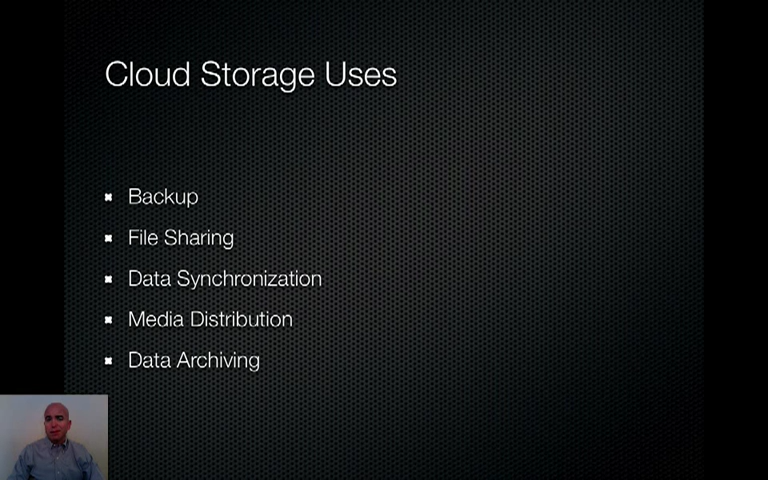 Cloud Storage Uses
Backup
File Sharing
Data Synchronization
Media Distribution
Data Archiving